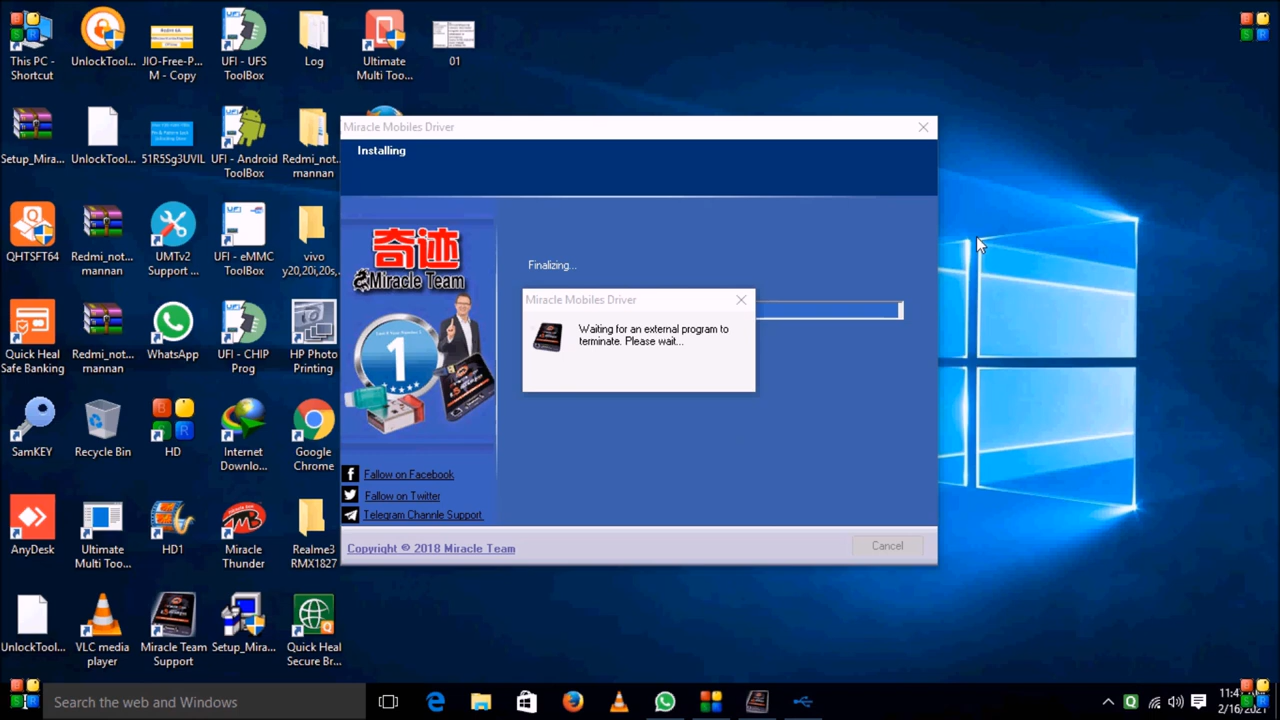 This PC -
Shortcut
UnlockTool...
JIO-Free-P...
M - Copy
UFI - UFS
ToolBox
Log
Ultimate
Multi Too...
01
Setup_Mira...
UnlockTool...
51R5Sg3UVIL
UFI - Android
ToolBox
Redmi_not...
mannan
QHTSFT64
Redmi_not...
mannan
UMTv2
Support ...
UFI - eMMC
ToolBox
vivo
y20,20i,20s,...
Quick Heal
Safe Banking
Redmi_not...
mannan
WhatsApp
UFI - CHIP
Prog
HP Photo
Printing
SamKEY
Recycle Bin
HD
Internet
Downlo...
Google
Chrome
AnyDesk
Ultimate
Multi Too...
HD1
Miracle
Thunder
Realme3
RMX1827
UnlockTool...
VLC media
player
Miracle Team
Support
Setup_Mira...
Quick Heal
Secure Br...
Miracle Mobiles Driver
Installing
奇迹
Miracle Team
1
Finalizing...
Miracle Mobiles Driver
Waiting for an external program to
terminate. Please wait...
Fallow on Facebook
Fallow on Twitter
Telegram Channle Support
Copyright © 2018 Miracle Team
Cancel
Search the web and Windows